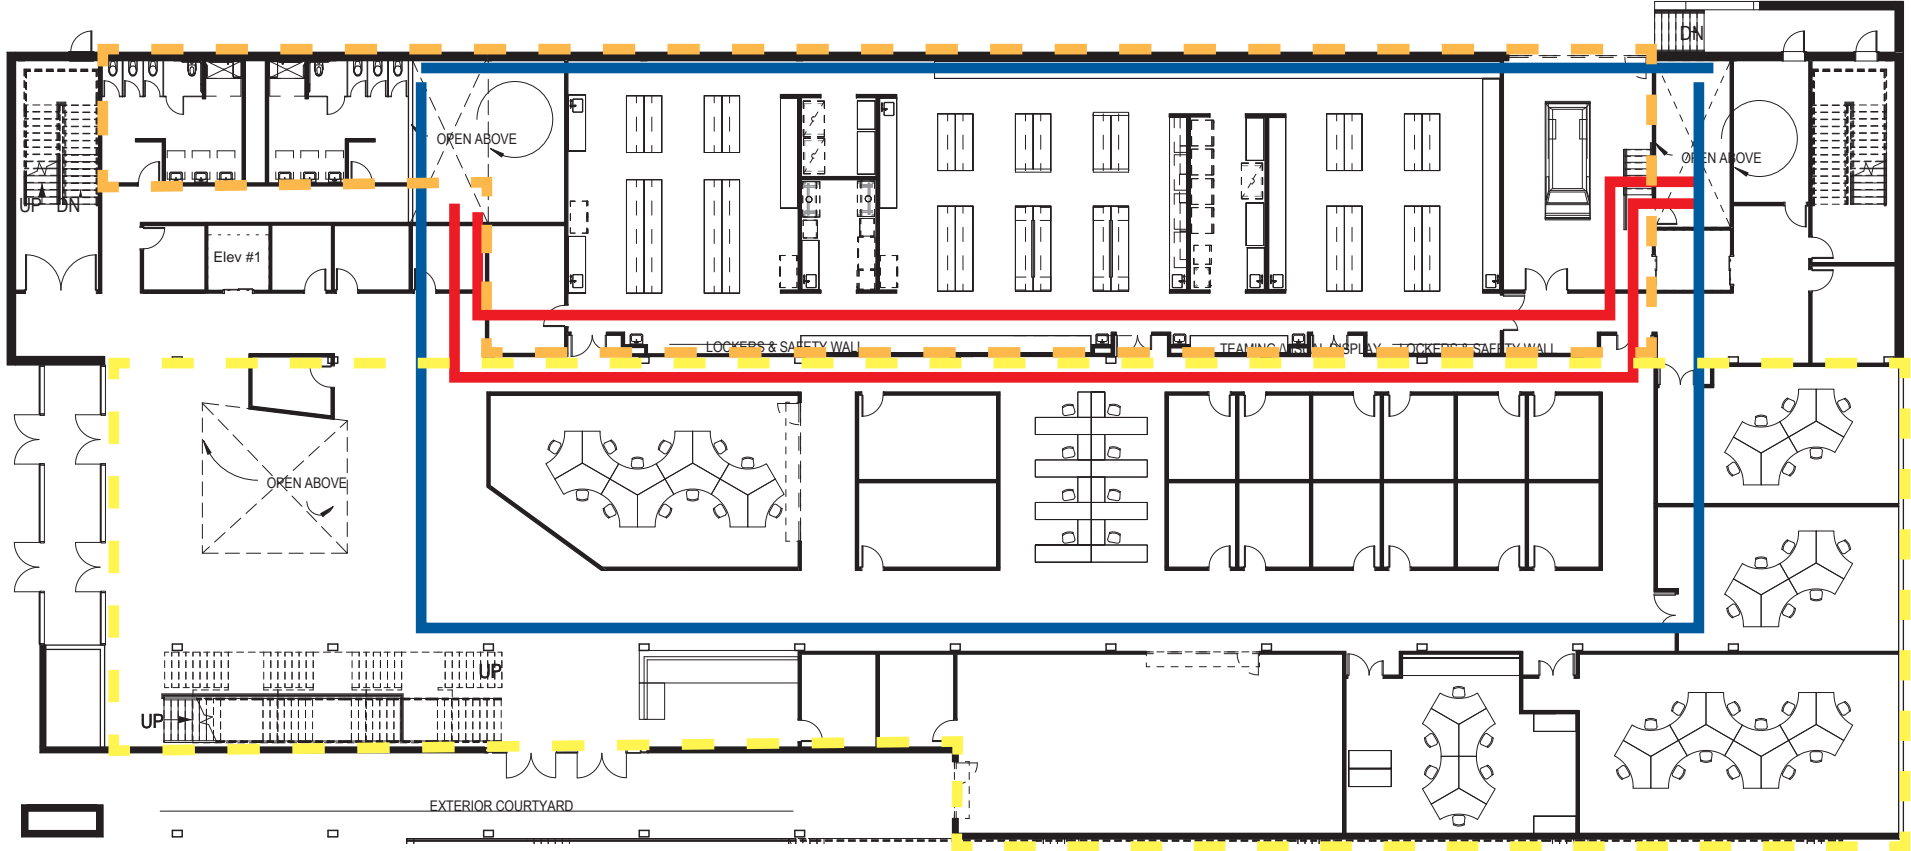 DN
OPEN ABOVE
OPEN ABOVE
UP DN
Elev #1
LOCKERS & SAFETY WALL
TEAMING/VISUAL DISPLAY
LOCKERS & SAFETY WALL
OPEN ABOVE
UP
UP
EXTERIOR COURTYARD